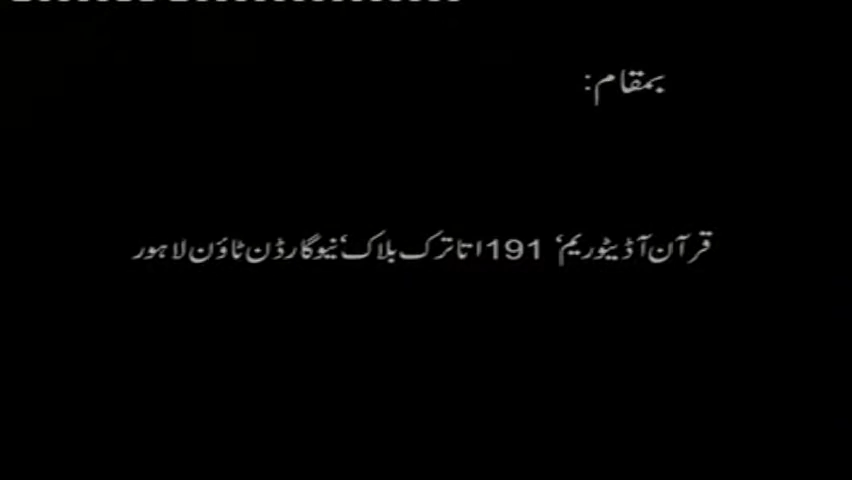 بمقام:
قرآن آڈیٹوریم‘ 191 اتاترک بلاک‘ نیو گارڈن ٹاؤن لاہور